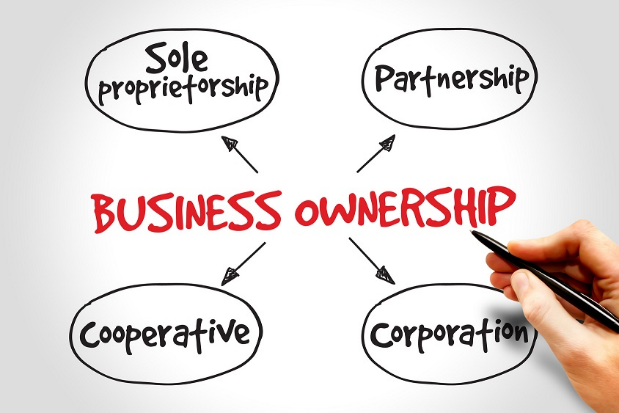 Sole
proprietorship
Partnership
BUSINESS OWNERSHIP
Cooperative
Corporation